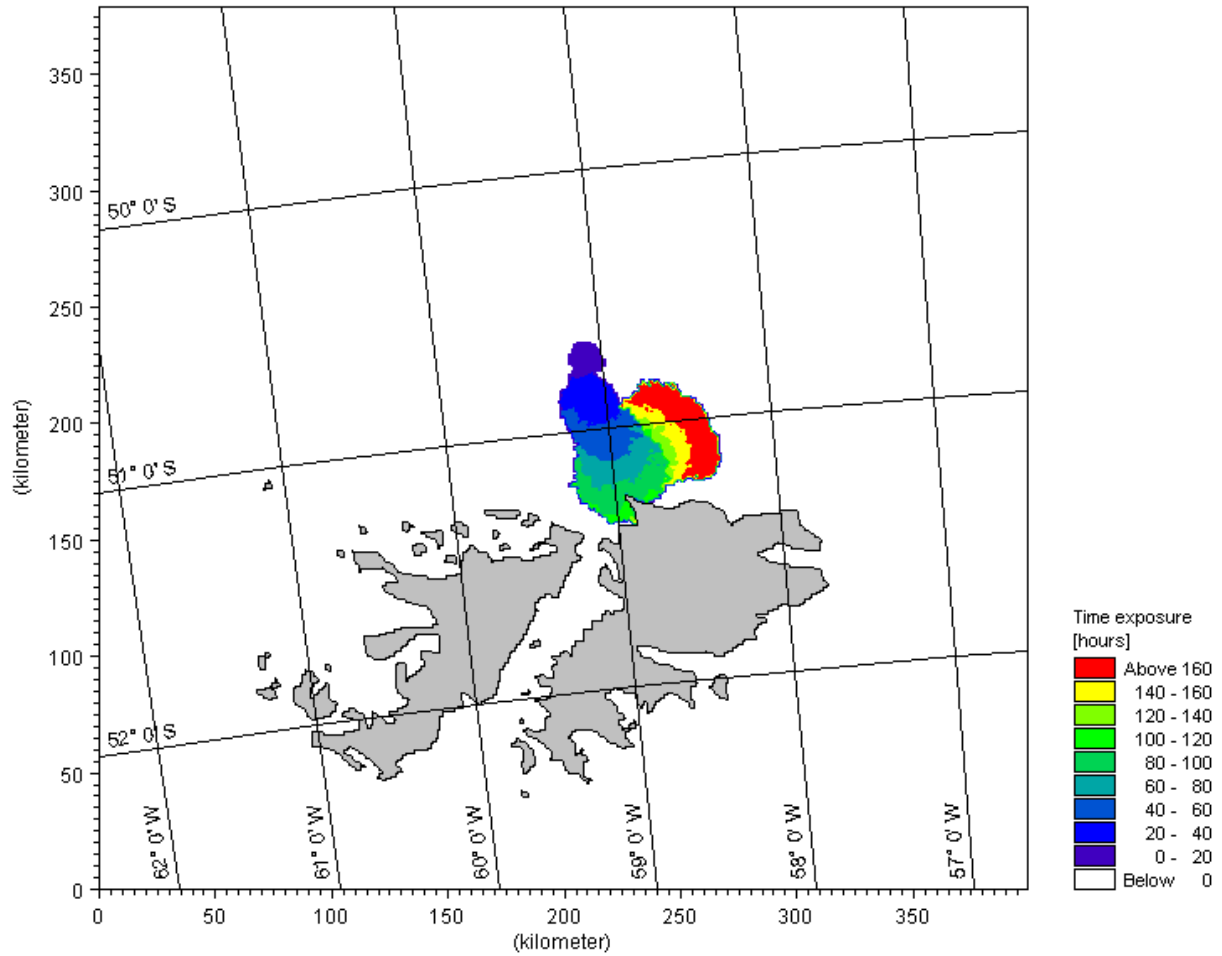 350
300
250
200
150
100
50
0
(kilometer)
50° 0' S
51° 0' S
52° 0' S
62° 0' W
61° 0' W
60° 0' W
59° 0' W
58° 0' W
57° 0' W
0 50 100 150 200 250 300 350
(kilometer)
Time exposure
[hours]
Above 160
140 - 160
120 - 140
100 - 120
80 - 100
60 - 80
40 - 60
20 - 40
0 - 20
Below 0